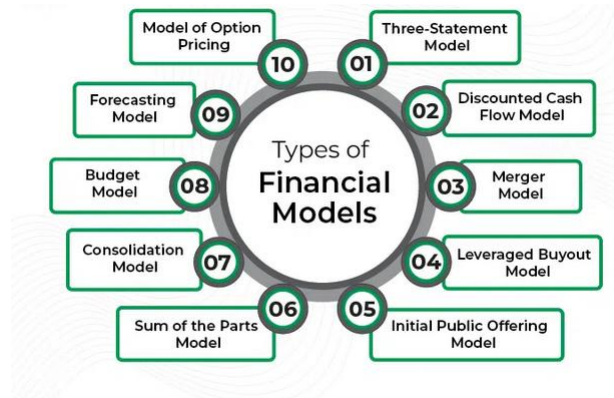 Types of
Financial
Models
01
Three-Statement
Model
02
Discounted Cash
Flow Model
03
Merger
Model
04
Leveraged Buyout
Model
05
Initial Public Offering
Model
06
Sum of the Parts
Model
07
Consolidation
Model
08
Budget
Model
09
Forecasting
Model
10
Model of Option
Pricing